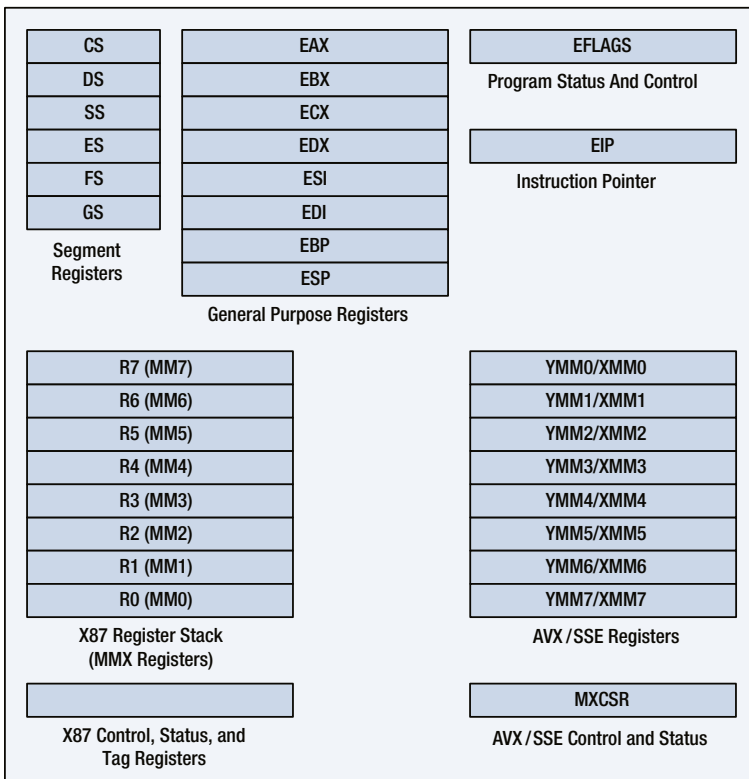 CS
DS
SS
ES
FS
GS
Segment
Registers
EAX
EBX
ECX
EDX
ESI
EDI
EBP
ESP
General Purpose Registers
EFLAGS
Program Status And Control
EIP
Instruction Pointer
R7 (MM7)
R6 (MM6)
R5 (MM5)
R4 (MM4)
R3 (MM3)
R2 (MM2)
R1 (MM1)
R0 (MM0)
X87 Register Stack
(MMX Registers)
YMM0/XMM0
YMM1/XMM1
YMM2/XMM2
YMM3/XMM3
YMM4/XMM4
YMM5/XMM5
YMM6/XMM6
YMM7/XMM7
AVX/SSE Registers
X87 Control, Status, and
Tag Registers
MXCSR
AVX/SSE Control and Status